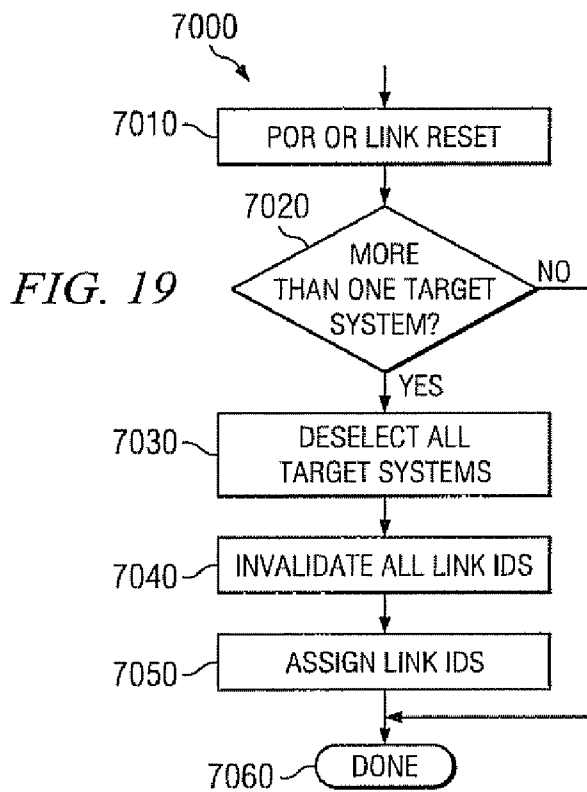 7000
7010
POR OR LINK RESET
7020
MORE
THAN ONE TARGET
SYSTEM?
NO
FIG. 19
YES
7030
DESELECT ALL
TARGET SYSTEMS
7040
INVALIDATE ALL LINK IDS
7050
ASSIGN LINK IDS
7060
DONE